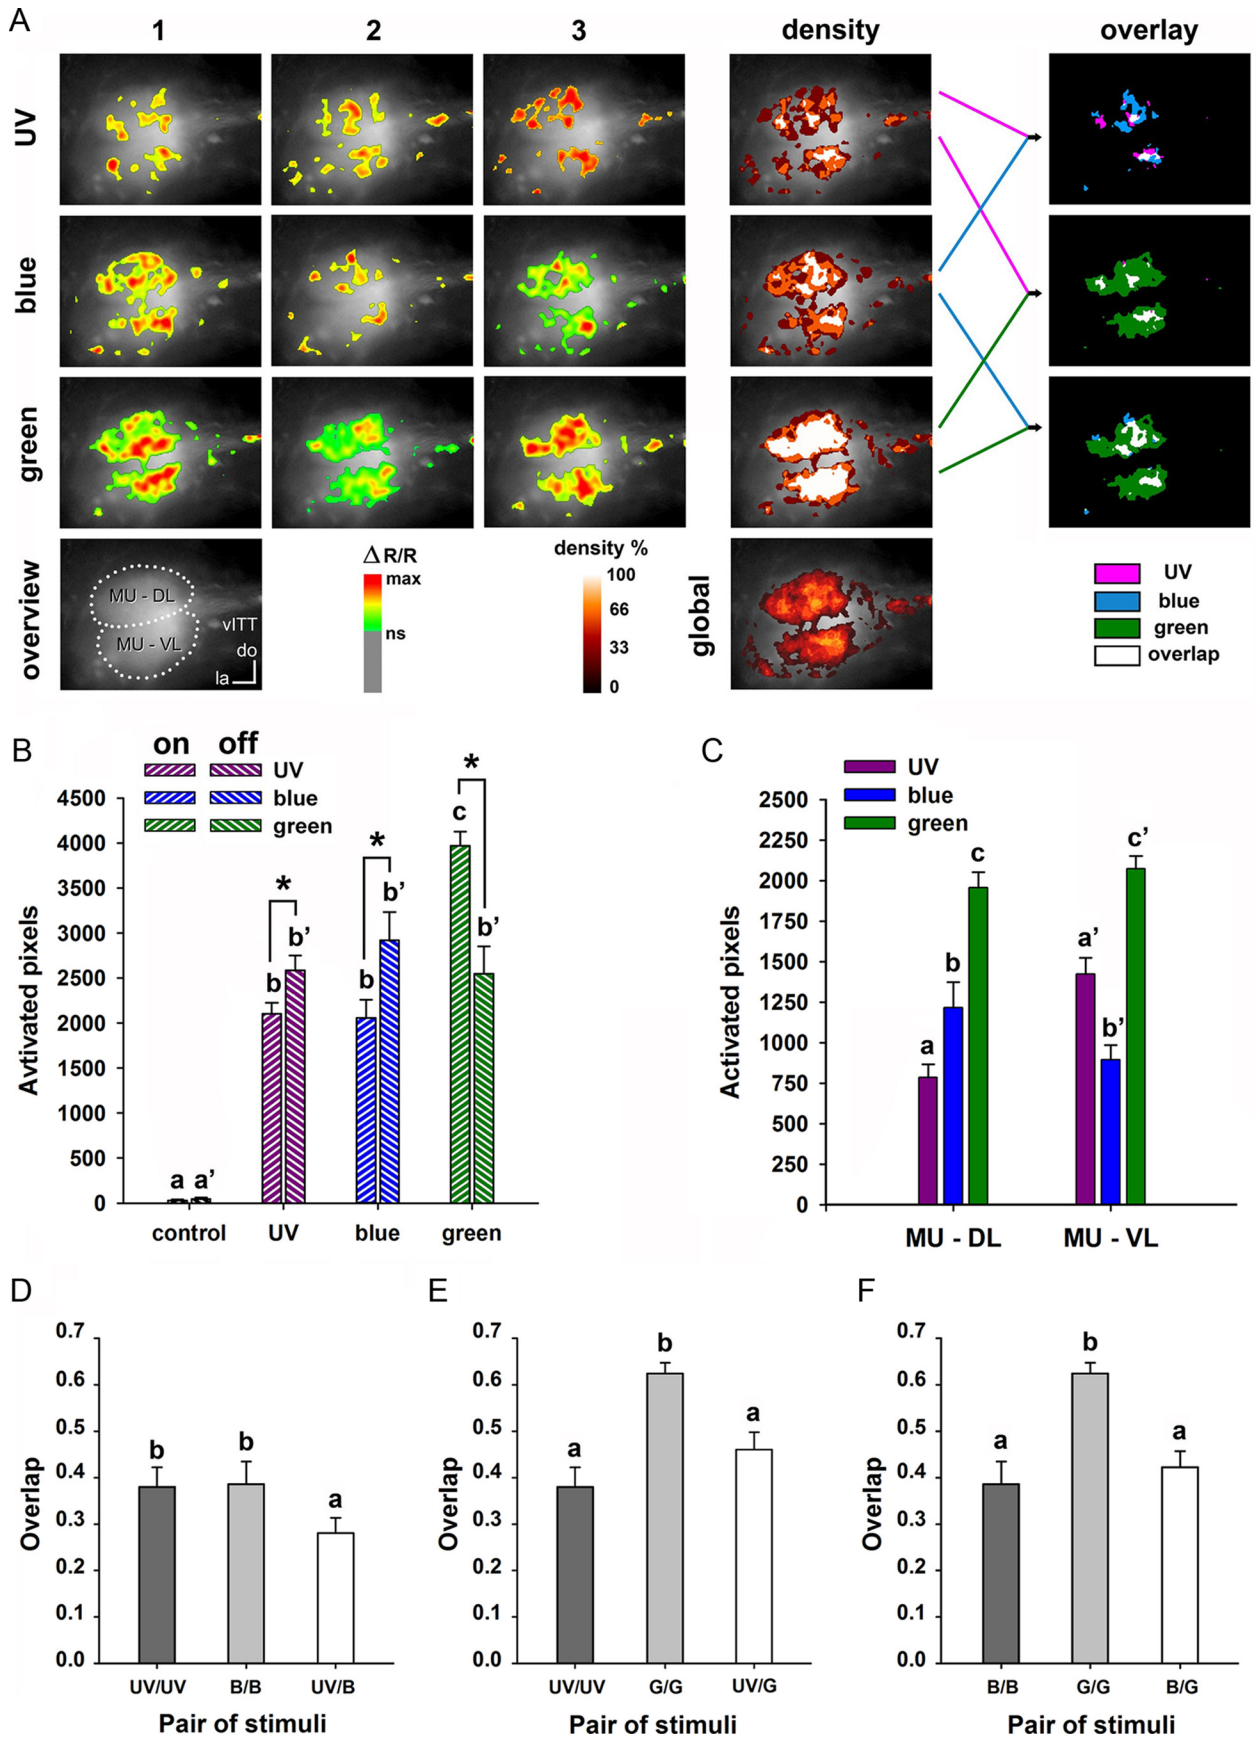 A
1 2 3 density overlay
UV
blue
green
overview
MU - DL
MU - VL
vlTT
do
la
Δ R/R
max
ns
density %
100
66
33
0
global
UV
blue
green
overlap
B
on off
UV
blue
green
Avtivated pixels
4500
4000
3500
3000
2500
2000
1500
1000
500
0
a a’
b b’
*
b b’
*
c b’
*
control UV blue green
C
UV
blue
green
Activated pixels
2500
2250
2000
1750
1500
1250
1000
750
500
250
0
a b c
a’ b’ c’
MU - DL MU - VL
D
Overlap
0.7
0.6
0.5
0.4
0.3
0.2
0.1
0.0
b b a
UV/UV B/B UV/B
Pair of stimuli
E
Overlap
0.7
0.6
0.5
0.4
0.3
0.2
0.1
0.0
a b a
UV/UV G/G UV/G
Pair of stimuli
F
Overlap
0.7
0.6
0.5
0.4
0.3
0.2
0.1
0.0
a b a
B/B G/G B/G
Pair of stimuli